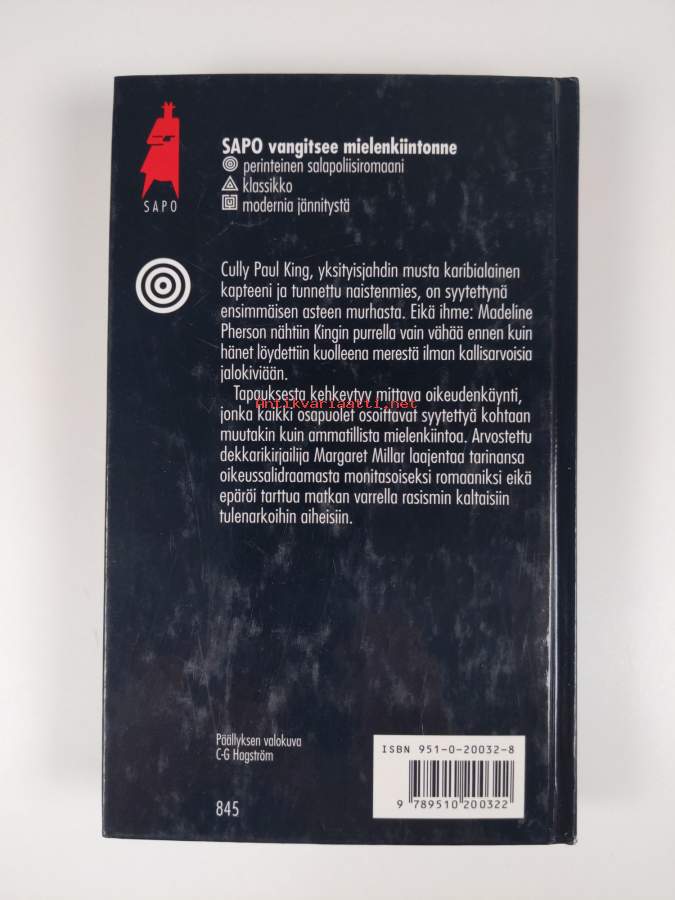 SAPO
SAPO vangitsee mielenkiintonne
perinteinen salapoliisiromaani
klassikko
modernia jännitystä
Cully Paul King, yksityisjahdin musta karibialainen
kapteeni ja tunnettu naistenmies, on syytettynä
ensimmäisen asteen murhasta. Eikä ihme: Madeline
Pherson nähtiin Kingin purrella vain vähää ennen kuin
hänet löydettiin kuolleena merestä ilman kallisarvoisia
jalokiviään.
Tapauksesta kehkeytyy mittava oikeudenkäynti,
Antikvariaatti.net
jonka kaikki osapuolet osoittavat syytettyä kohtaan
muutakin kuin ammatillista mielenkiintoa. Arvostettu
dekkarikirjailija Margaret Millar laajentaa tarinansa
oikeussalidraamasta monitasoiseksi romaaniksi eikä
epäröi tarttua matkan varrella rasismin kaltaisiin
tulenarkoihin aiheisiin.
Päällyksen valokuva
C-G Hagström
845
ISBN 951-0-20032-8
9 789510 200322